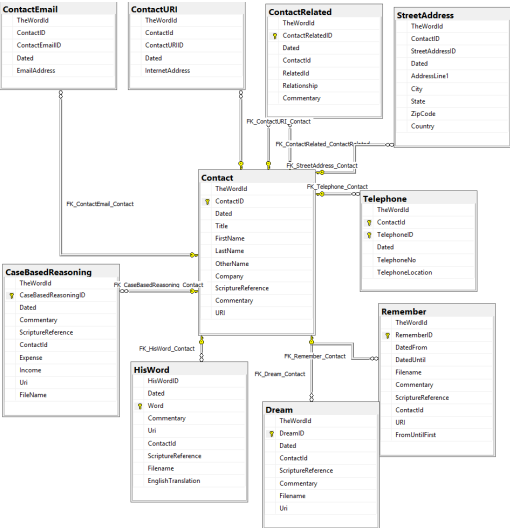 ContactEmail
TheWordId
ContactID
ContactEmailID
Dated
EmailAddress
ContactURI
TheWordId
ContactId
ContactURIID
Dated
InternetAddress
ContactRelated
TheWordId
ContactRelatedID
Dated
ContactId
RelatedId
Relationship
Commentary
StreetAddress
TheWordId
ContactID
StreetAddressID
Dated
AddressLine1
City
State
ZipCode
Country
FK_ContactURI_Contact
FK_ContactRelated_ContactRelated
FK_StreetAddress_Contact
FK_Telephone_Contact
FK_ContactEmail_Contact
Contact
TheWordId
ContactID
Dated
Title
FirstName
LastName
OtherName
Company
ScriptureReference
Commentary
URI
Telephone
TheWordId
ContactId
TelephoneID
Dated
TelephoneNo
TelephoneLocation
CaseBasedReasoning
TheWordId
CaseBasedReasoningID
Dated
Commentary
ScriptureReference
ContactId
Expense
Income
Uri
FileName
FK_CaseBasedReasoning_Contact
Remember
TheWordId
RememberID
DatedFrom
DatedUntil
Filename
Commentary
ScriptureReference
ContactId
URI
FromUntilFirst
FK_HisWord_Contact
FK_Remember_Contact
FK_Dream_Contact
HisWord
HisWordID
Dated
Word
Commentary
Uri
ContactId
ScriptureReference
Filename
EnglishTranslation
Dream
TheWordId
DreamID
Dated
ContactId
ScriptureReference
Commentary
Filename
Uri